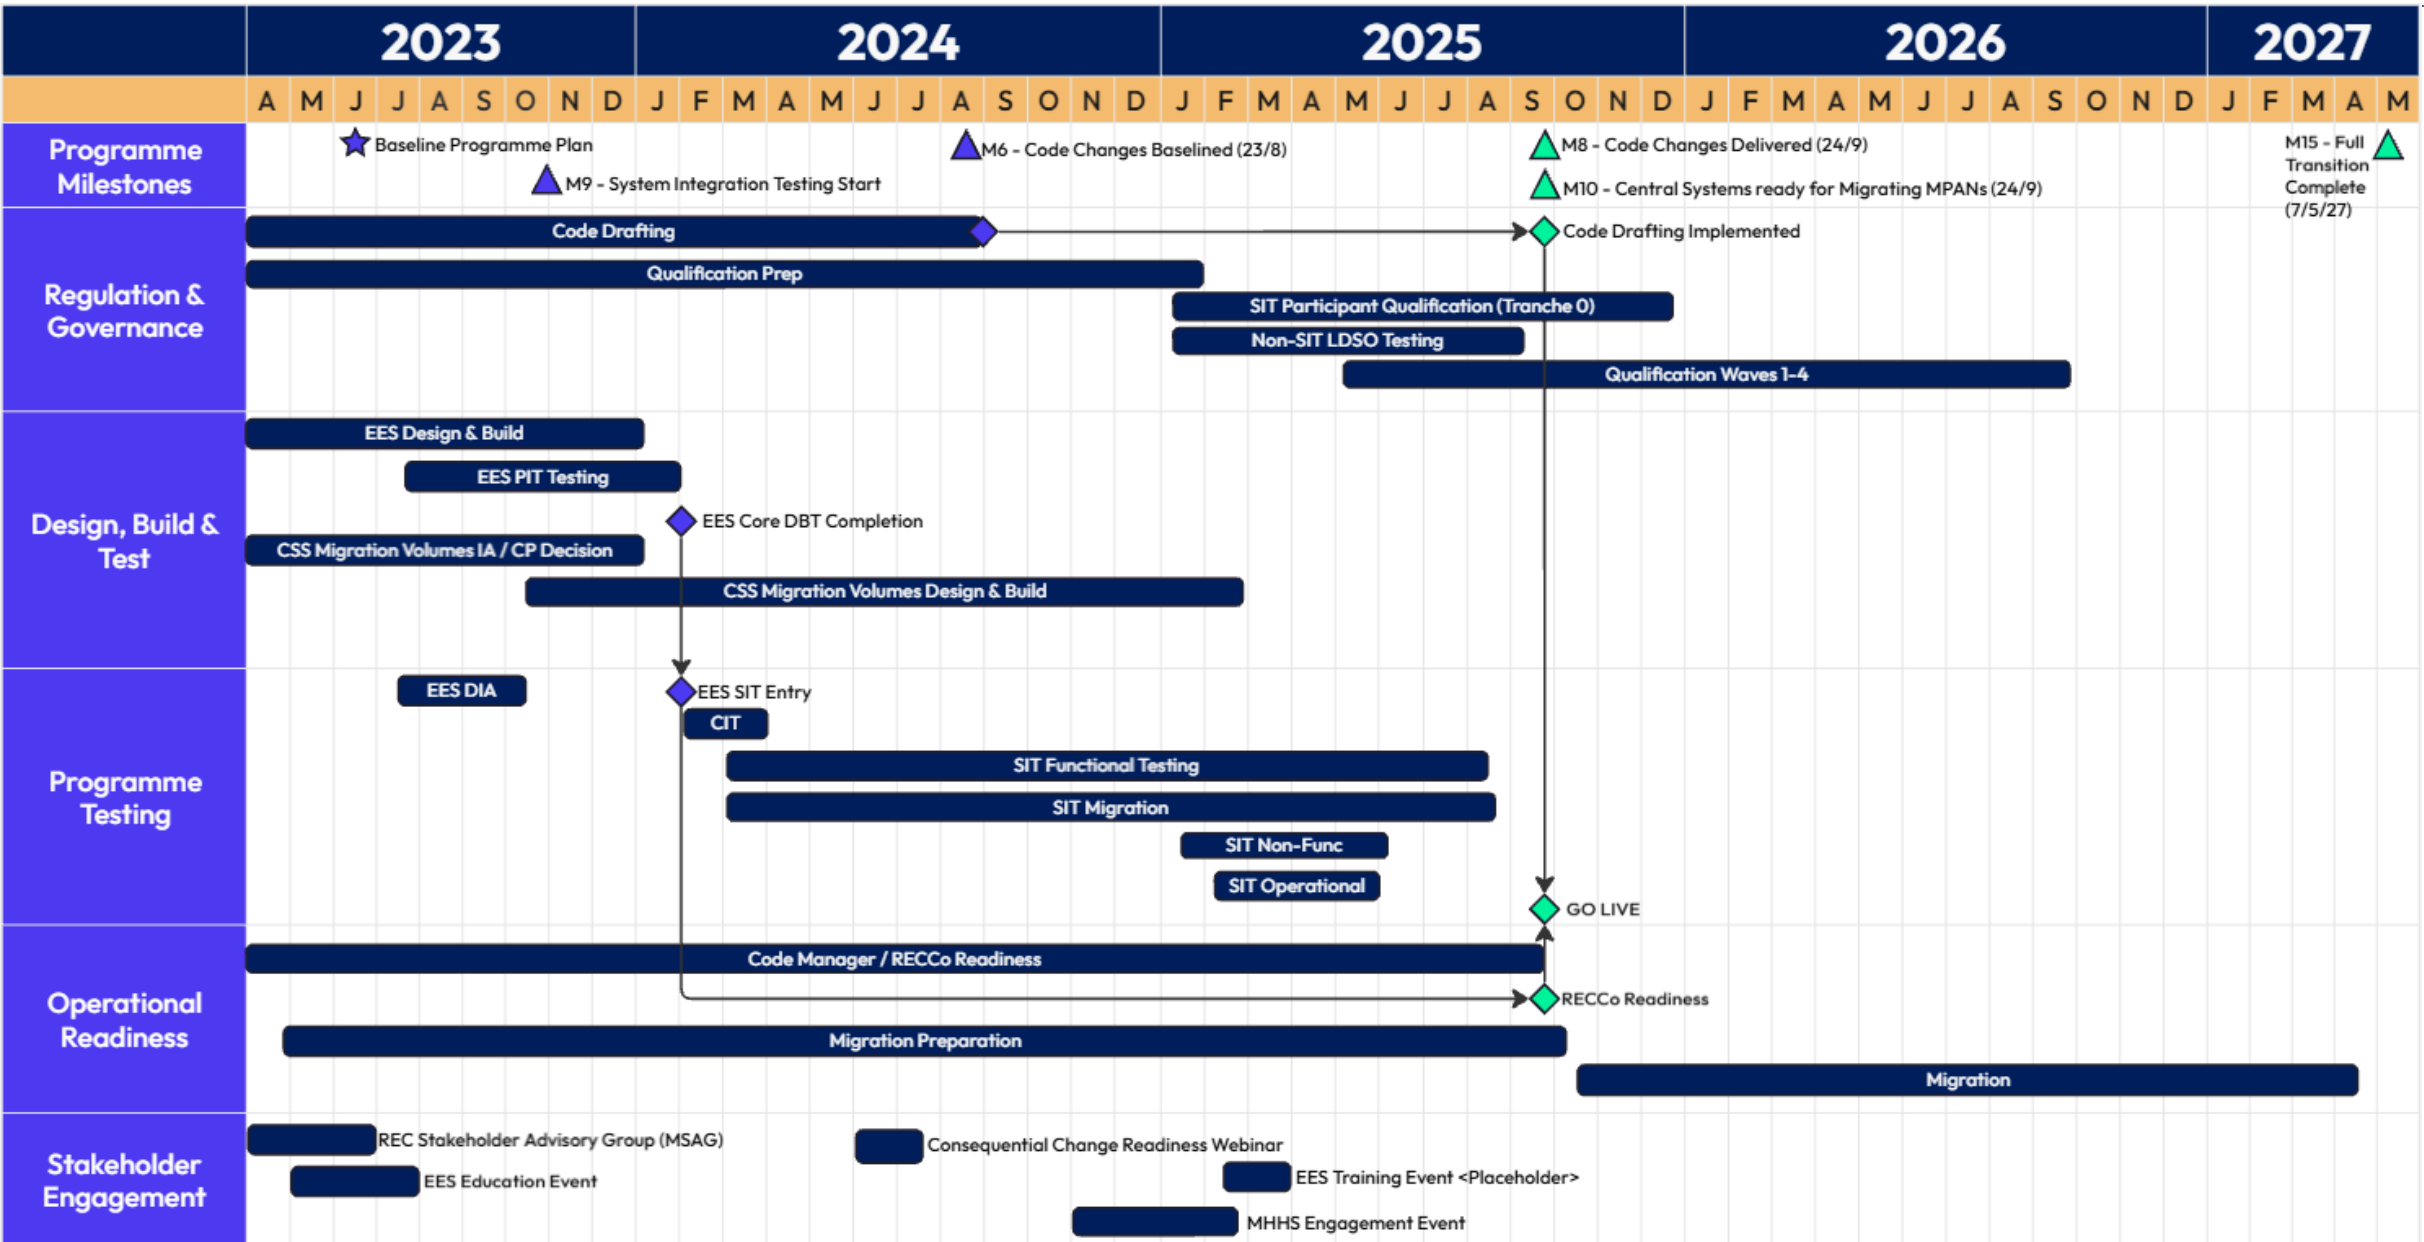 2023 2024 2025 2026 2027
A M J J A S O N D J F M A M J J A S O N D J F M A M J J A S O N D J F M A M J J A S O N D J F M A M
Programme
Milestones
Baseline Programme Plan
M9 - System Integration Testing Start
M6 - Code Changes Baselined (23/8)
M8 - Code Changes Delivered (24/9)
M10 - Central Systems ready for Migrating MPANs (24/9)
M15 - Full
Transition
Complete
(7/5/27)
Regulation &
Governance
Code Drafting
Code Drafting Implemented
Qualification Prep
SIT Participant Qualification (Tranche 0)
Non-SIT LDSO Testing
Qualification Waves 1-4
Design, Build &
Test
EES Design & Build
EES PIT Testing
EES Core DBT Completion
CSS Migration Volumes IA / CP Decision
CSS Migration Volumes Design & Build
Programme
Testing
EES DIA
EES SIT Entry
CIT
SIT Functional Testing
SIT Migration
SIT Non-Func
SIT Operational
GO LIVE
Operational
Readiness
Code Manager / RECCo Readiness
RECCo Readiness
Migration Preparation
Migration
Stakeholder
Engagement
REC Stakeholder Advisory Group (MSAG)
EES Education Event
Consequential Change Readiness Webinar
EES Training Event <Placeholder>
MHHS Engagement Event